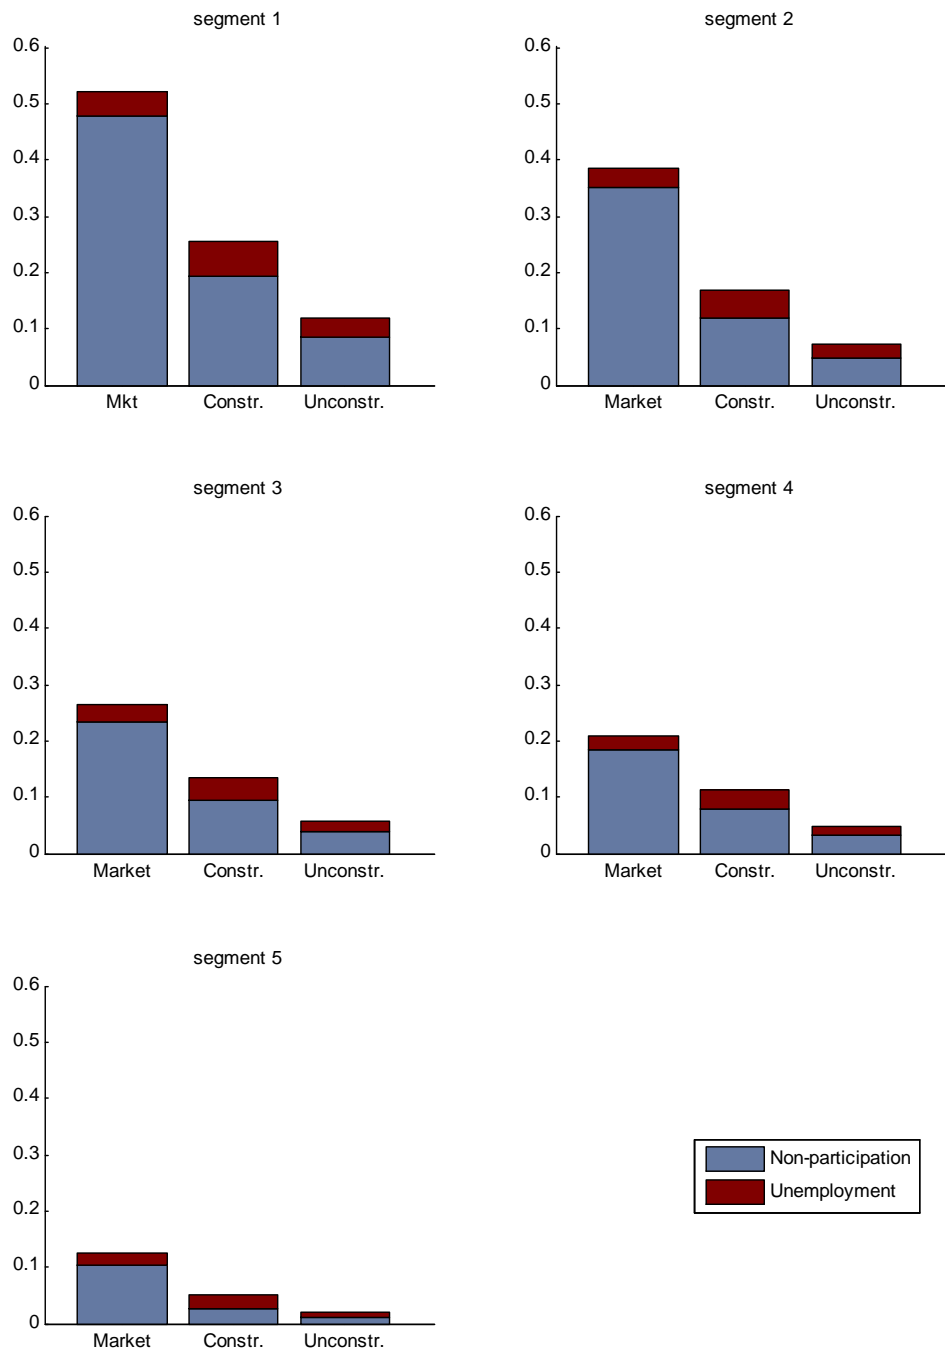 segment 1
0.6
0.5
0.4
0.3
0.2
0.1
0
Mkt Constr. Unconstr.
segment 2
0.6
0.5
0.4
0.3
0.2
0.1
0
Market Constr. Unconstr.
segment 3
0.6
0.5
0.4
0.3
0.2
0.1
0
Market Constr. Unconstr.
segment 4
0.6
0.5
0.4
0.3
0.2
0.1
0
Market Constr. Unconstr.
segment 5
0.6
0.5
0.4
0.3
0.2
0.1
0
Market Constr. Unconstr.
Non-participation
Unemployment